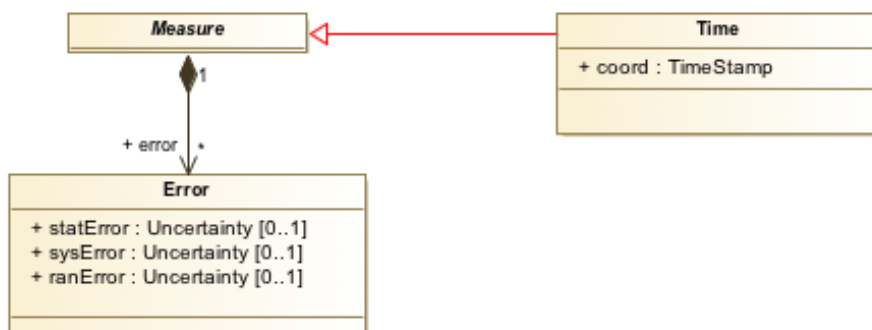 Measure
Time
+ coord : TimeStamp
1
+ error
*
Error
+ statError : Uncertainty [0..1]
+ sysError : Uncertainty [0..1]
+ ranError : Uncertainty [0..1]